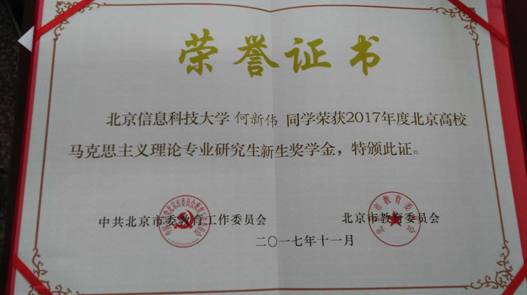 荣誉证书
北京信息科技大学 何新伟 同学荣获2017年度北京高校
马克思主义理论专业研究生新生奖学金，特颁此证。
中共北京市委教育工作委员会 北京市教育委员会
二〇一七年十一月